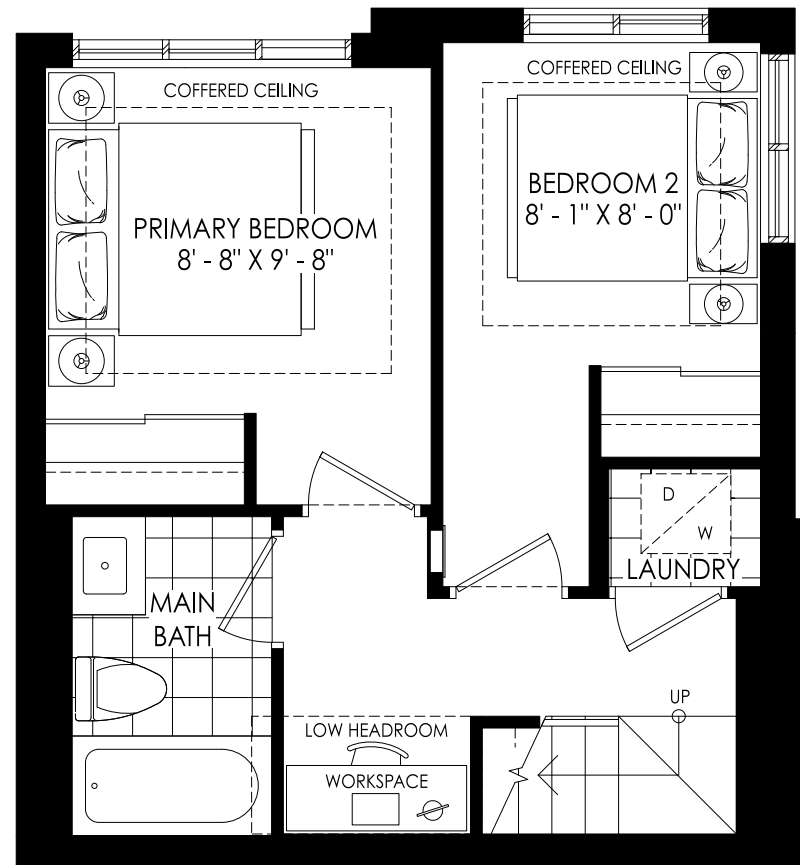 COFFERED CEILING
PRIMARY BEDROOM
8' - 8" X 9' - 8"
COFFERED CEILING
BEDROOM 2
8' - 1" X 8' - 0"
D
W
LAUNDRY
MAIN
BATH
UP
LOW HEADROOM
WORKSPACE